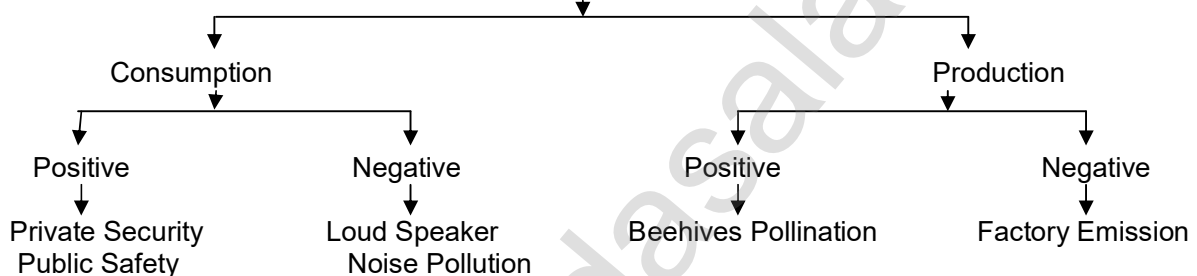 Consumption Production
Positive Negative Positive Negative
Private Security Loud Speaker Beehives Pollination Factory Emission
Public Safety Noise Pollution